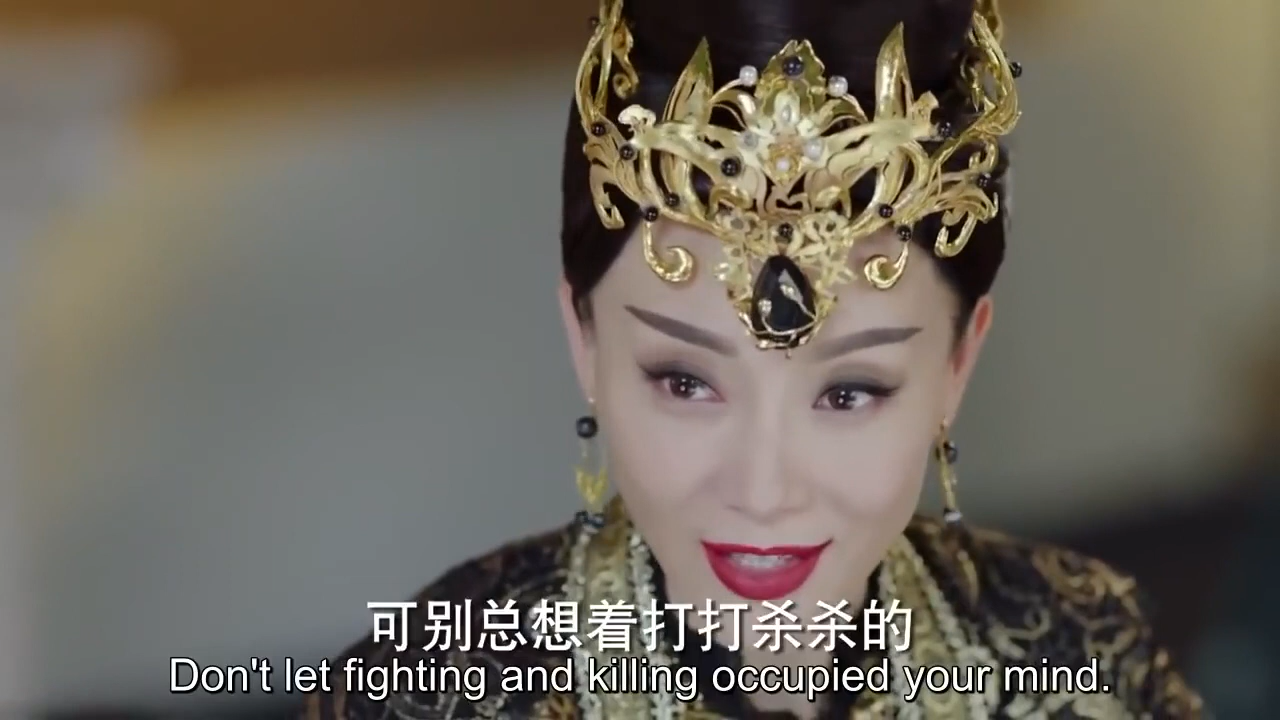 可别总想着打打杀杀的
Don't let fighting and killing occupied your mind.